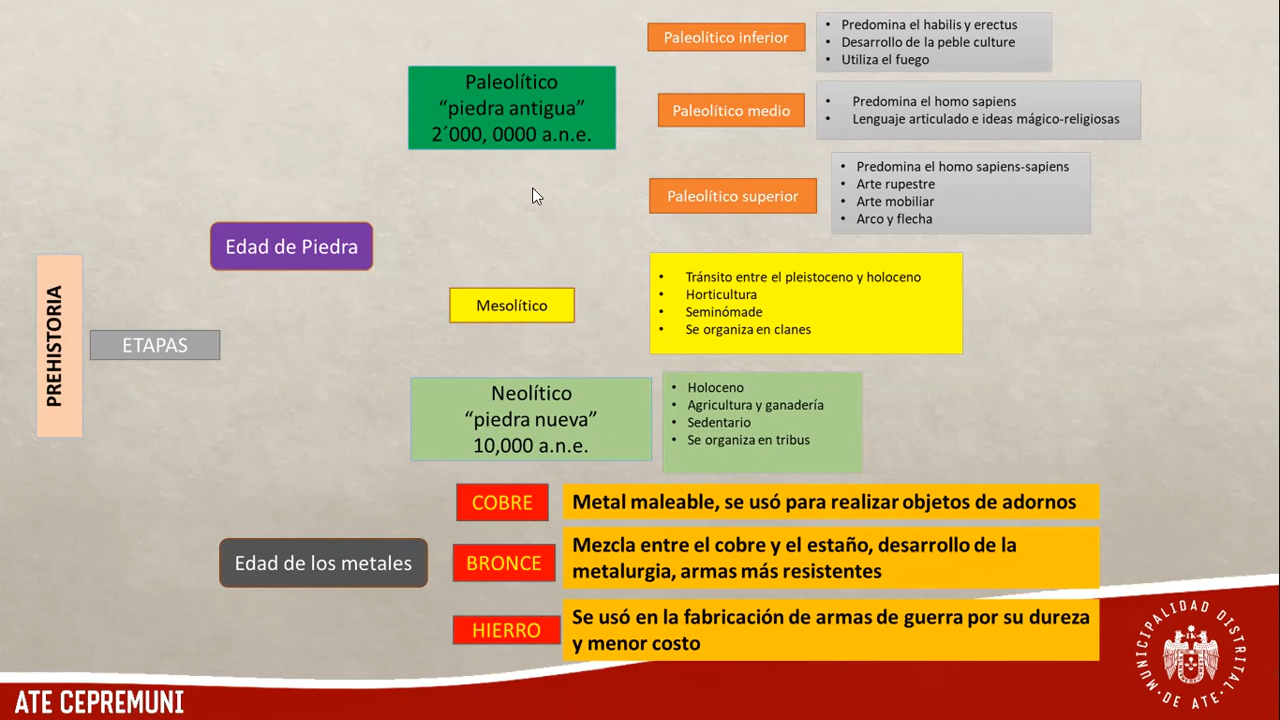 PREHISTORIA
ETAPAS
Edad de Piedra
Paleolítico
“piedra antigua”
2´000, 0000 a.n.e.
Paleolítico inferior
• Predomina el habilis y erectus
• Desarrollo de la peble culture
• Utiliza el fuego
Paleolítico medio
• Predomina el homo sapiens
• Lenguaje articulado e ideas mágico-religiosas
Paleolítico superior
• Predomina el homo sapiens-sapiens
• Arte rupestre
• Arte mobiliar
• Arco y flecha
Mesolítico
• Tránsito entre el pleistoceno y holoceno
• Horticultura
• Seminómade
• Se organiza en clanes
Neolítico
“piedra nueva”
10,000 a.n.e.
• Holoceno
• Agricultura y ganadería
• Sedentario
• Se organiza en tribus
Edad de los metales
COBRE
Metal maleable, se usó para realizar objetos de adornos
BRONCE
Mezcla entre el cobre y el estaño, desarrollo de la
metalurgia, armas más resistentes
HIERRO
Se usó en la fabricación de armas de guerra por su dureza
y menor costo
ATE CEPREMUNI
MUNICIPALIDAD DISTRITAL
• DE ATE •